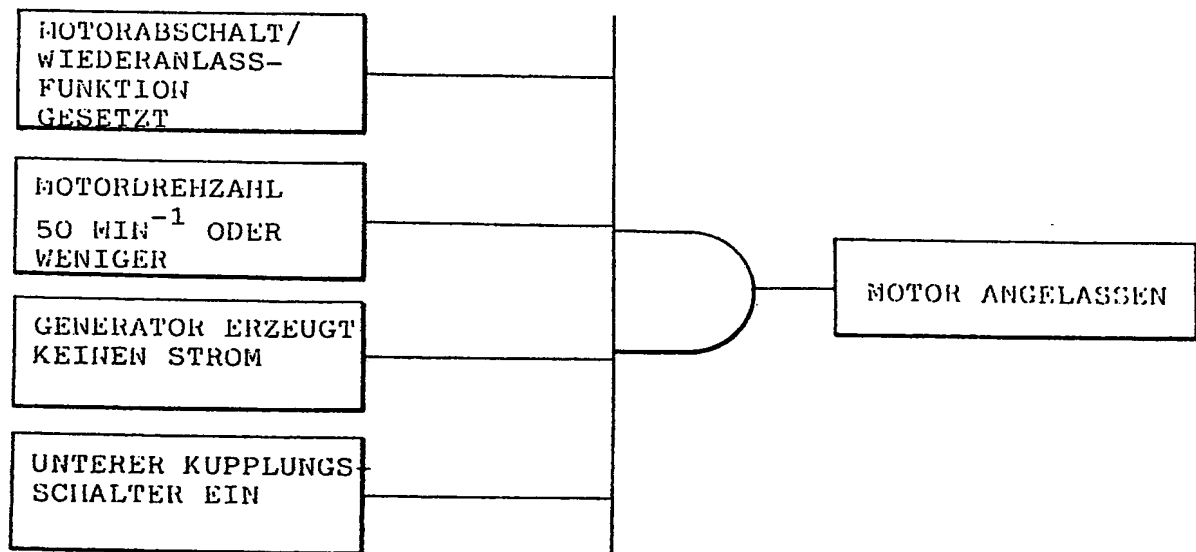 MOTORABSCHALT/
WIEDERANLASS-
FUNKTION
GESETZT
MOTORDREHZAHL
50 MIN⁻¹ ODER
WENIGER
GENERATOR ERZEUGT
KEINEN STROM
UNTERER KUPPLUNGS-
SCHALTER EIN
MOTOR ANGELASSEN